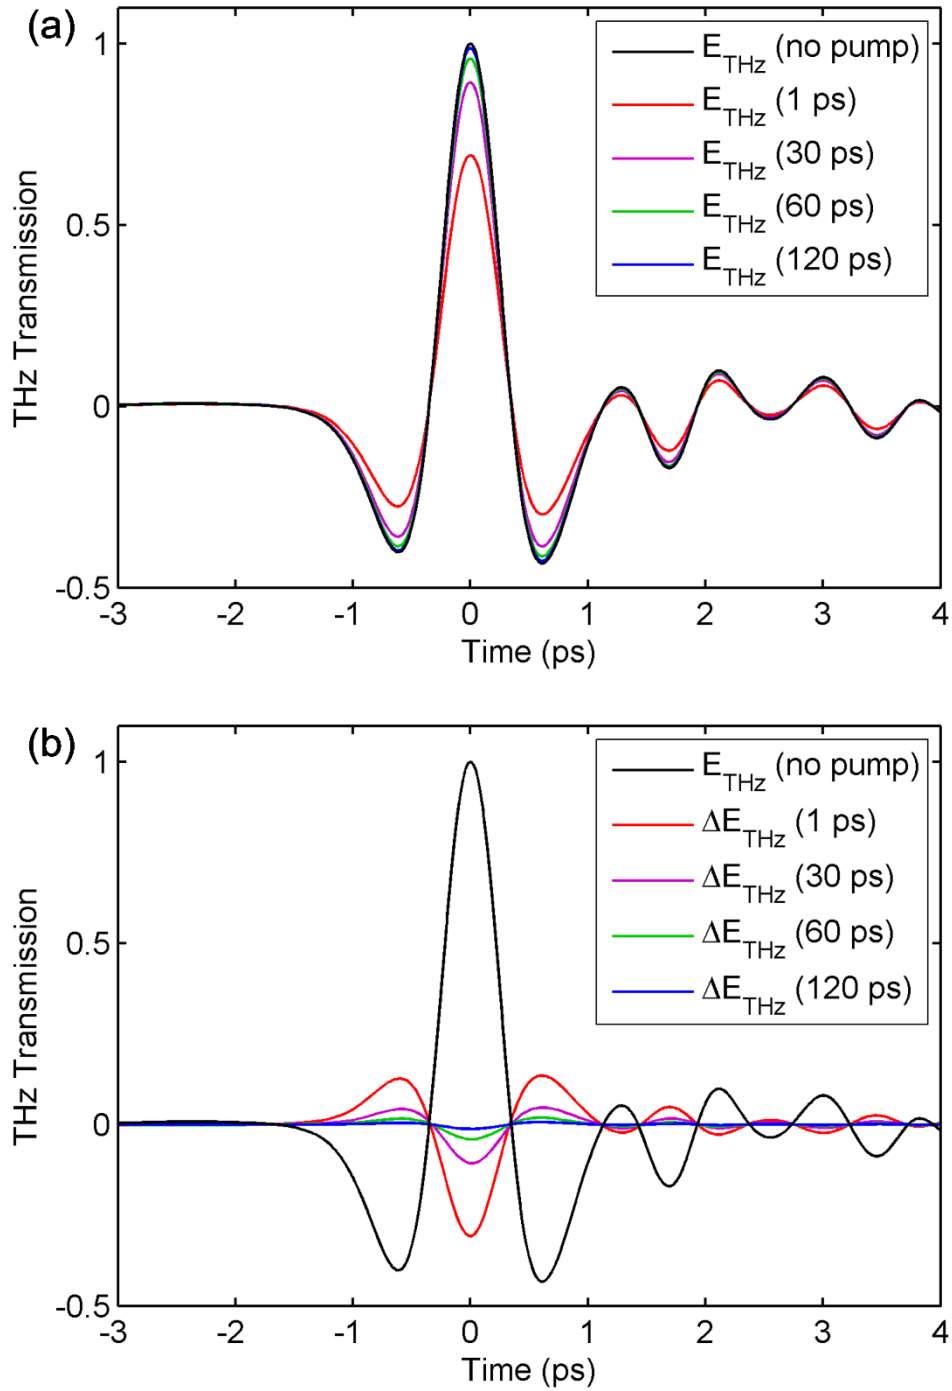 (a)
1
0.5
0
-0.5
THz Transmission
E_THz (no pump)
E_THz (1 ps)
E_THz (30 ps)
E_THz (60 ps)
E_THz (120 ps)
-3 -2 -1 0 1 2 3 4
Time (ps)
(b)
1
0.5
0
-0.5
THz Transmission
E_THz (no pump)
ΔE_THz (1 ps)
ΔE_THz (30 ps)
ΔE_THz (60 ps)
ΔE_THz (120 ps)
-3 -2 -1 0 1 2 3 4
Time (ps)